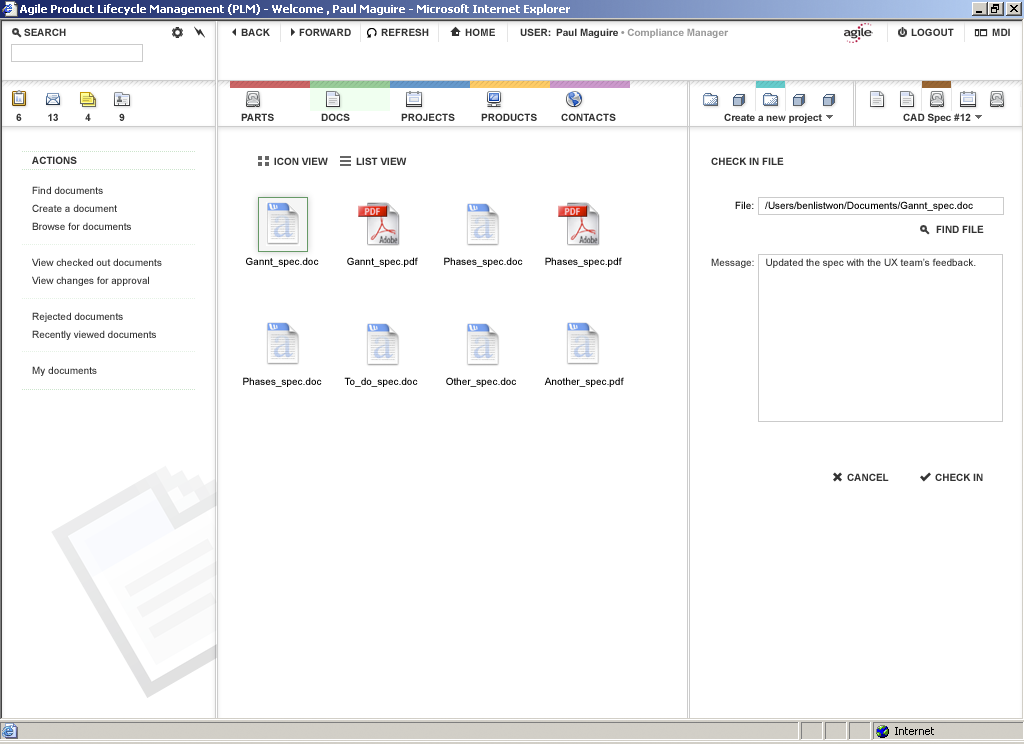 Agile Product Lifecycle Management (PLM) - Welcome , Paul Maguire - Microsoft Internet Explorer
SEARCH
BACK FORWARD REFRESH HOME USER: Paul Maguire • Compliance Manager agile LOGOUT MDI
6 13 4 9
PARTS DOCS PROJECTS PRODUCTS CONTACTS
Create a new project
CAD Spec #12
ACTIONS
Find documents
Create a document
Browse for documents
View checked out documents
View changes for approval
Rejected documents
Recently viewed documents
My documents
ICON VIEW LIST VIEW
PDF
Adobe
PDF
Adobe
Gannt_spec.doc Gannt_spec.pdf Phases_spec.doc Phases_spec.pdf
Phases_spec.doc To_do_spec.doc Other_spec.doc Another_spec.pdf
CHECK IN FILE
File: /Users/benlistwon/Documents/Gannt_spec.doc
FIND FILE
Message: Updated the spec with the UX team's feedback.
CANCEL CHECK IN
Internet